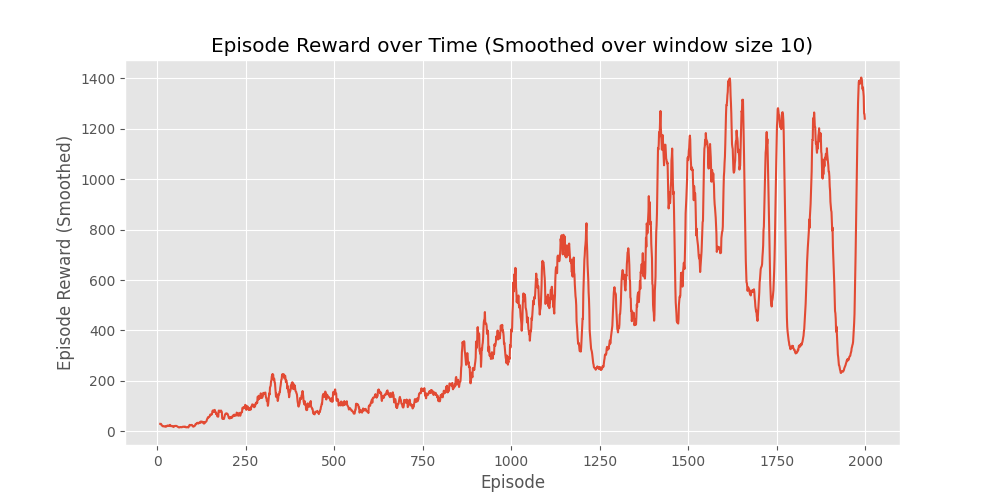 Episode Reward over Time (Smoothed over window size 10)
Episode Reward (Smoothed)
1400
1200
1000
800
600
400
200
0
0 250 500 750 1000 1250 1500 1750 2000
Episode